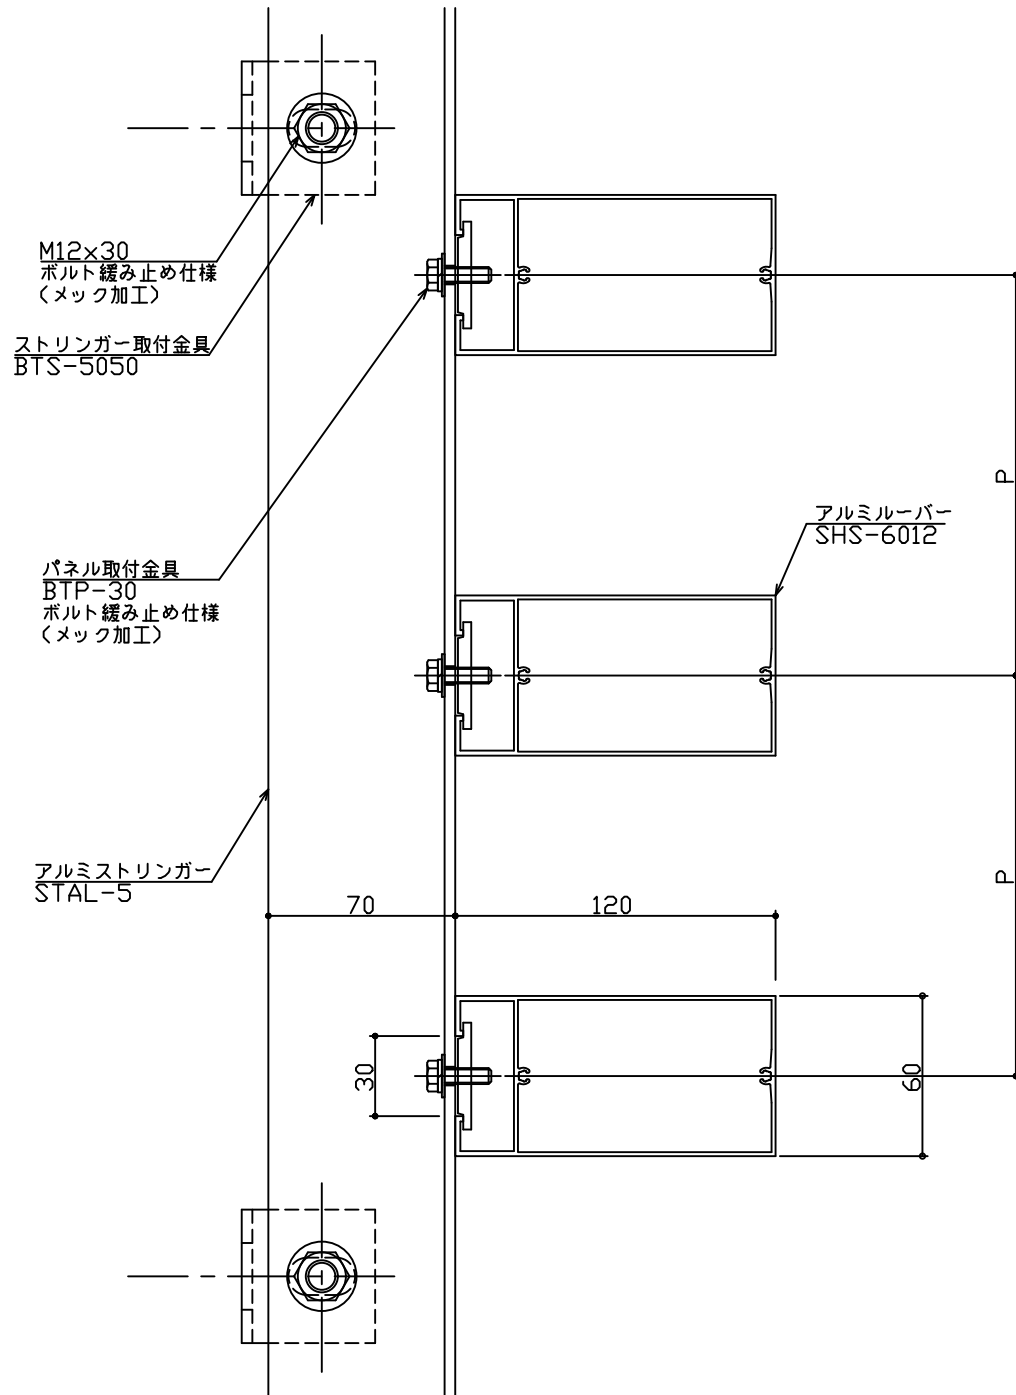 M12×30
ボルト緩み止め仕様
(メック加工)
ストリンガー取付金具
BTS-5050
P
アルミルーバー
SHS-6012
パネル取付金具
BTP-30
ボルト緩み止め仕様
(メック加工)
アルミストリンガー
STAL-5
P
70
120
30
60